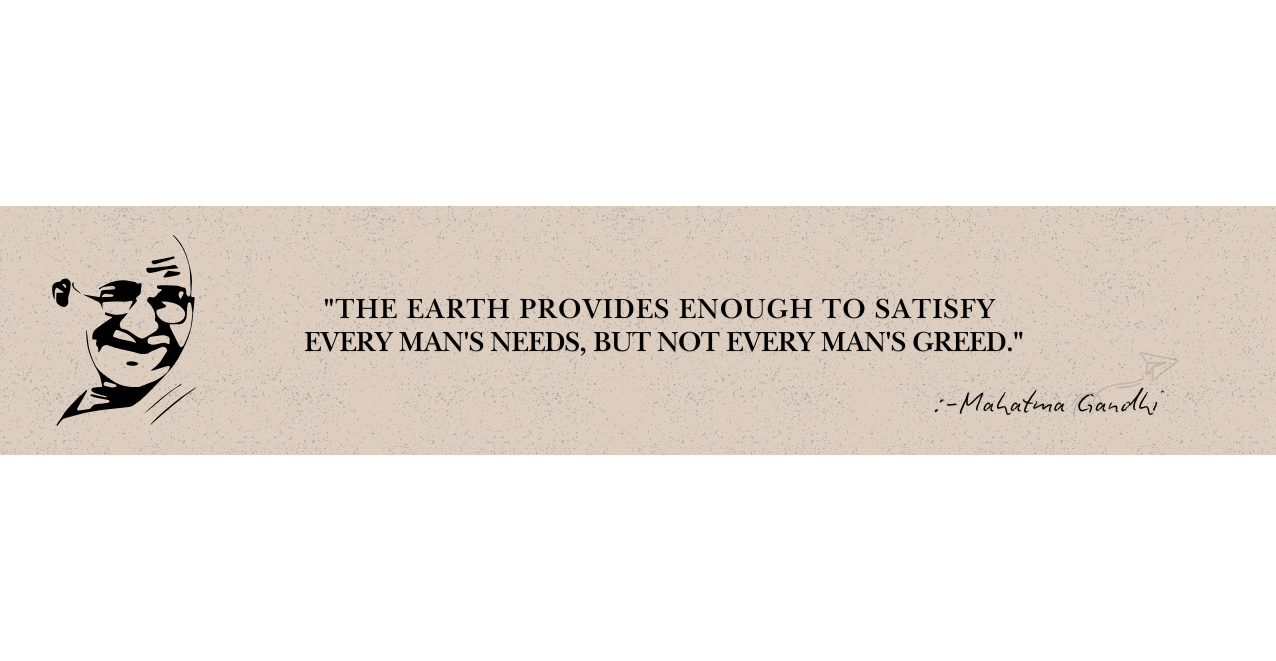 "THE EARTH PROVIDES ENOUGH TO SATISFY
EVERY MAN'S NEEDS, BUT NOT EVERY MAN'S GREED."
:-Mahatma Gandhi